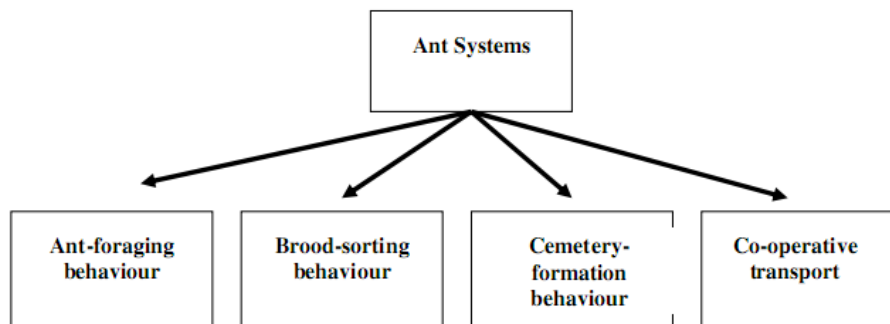 Ant Systems
Ant-foraging
behaviour
Brood-sorting
behaviour
Cemetery-
formation
behaviour
Co-operative
transport